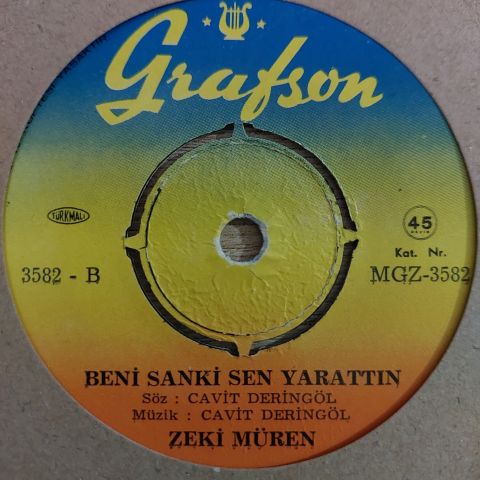 Grafson
TÜRKMALI
45
DEVİR
Kat. Nr.
3582 - B
MGZ-3582
BENİ SANKİ SEN YARATTIN
Söz : CAVİT DERİNGÖL
Müzik : CAVİT DERİNGÖL
ZEKİ MÜREN